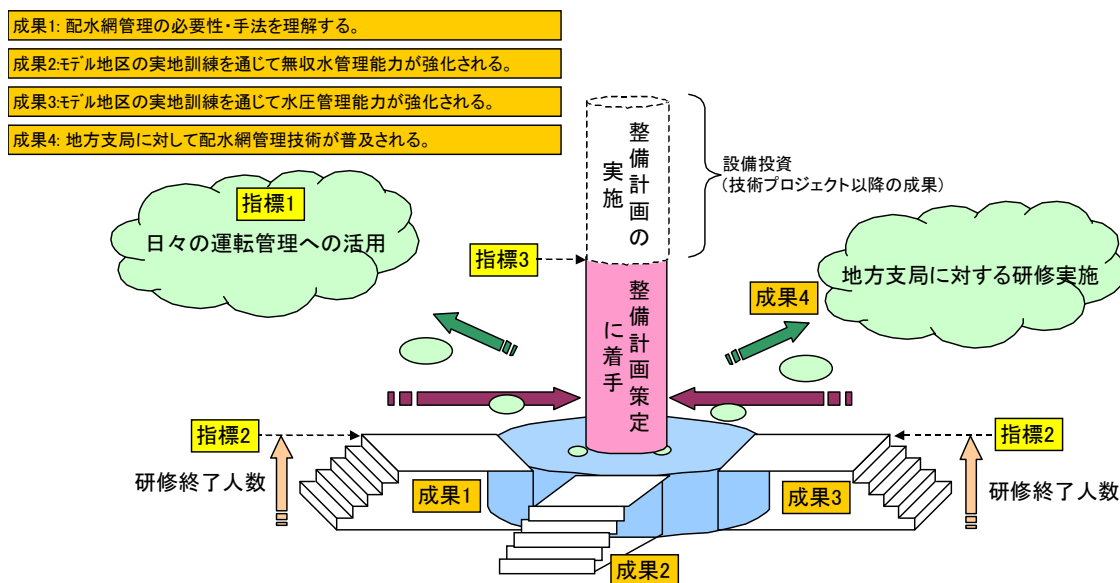 成果1: 配水網管理の必要性・手法を理解する。
成果2:ﾓﾃﾞﾙ地区の実地訓練を通じて無収水管理能力が強化される。
成果3:ﾓﾃﾞﾙ地区の実地訓練を通じて水圧管理能力が強化される。
成果4: 地方支局に対して配水網管理技術が普及される。
整備計画の
実施
設備投資
(技術プロジェクト以降の成果)
指標1
日々の運転管理への活用
指標3
地方支局に対する研修実施
成果4
整備計画策定
に着手
指標2
指標2
研修終了人数
研修終了人数
成果1
成果3
成果2